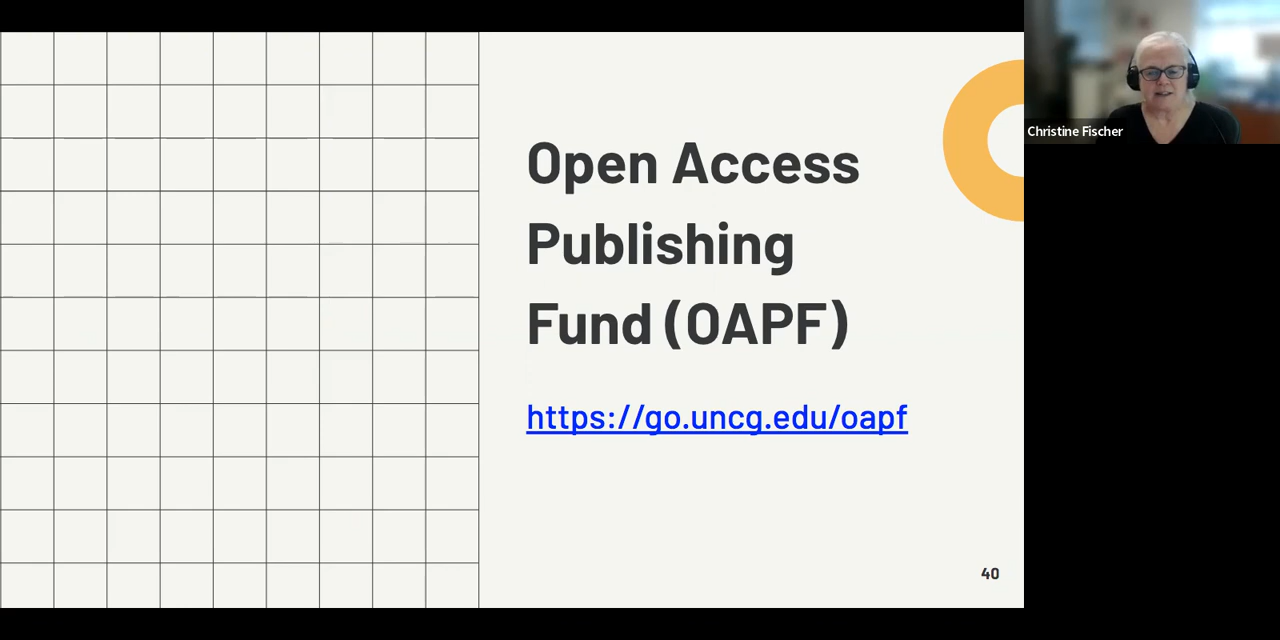 Open Access
Publishing
Fund (OAPF)
https://go.uncg.edu/oapf
40
Christine Fischer